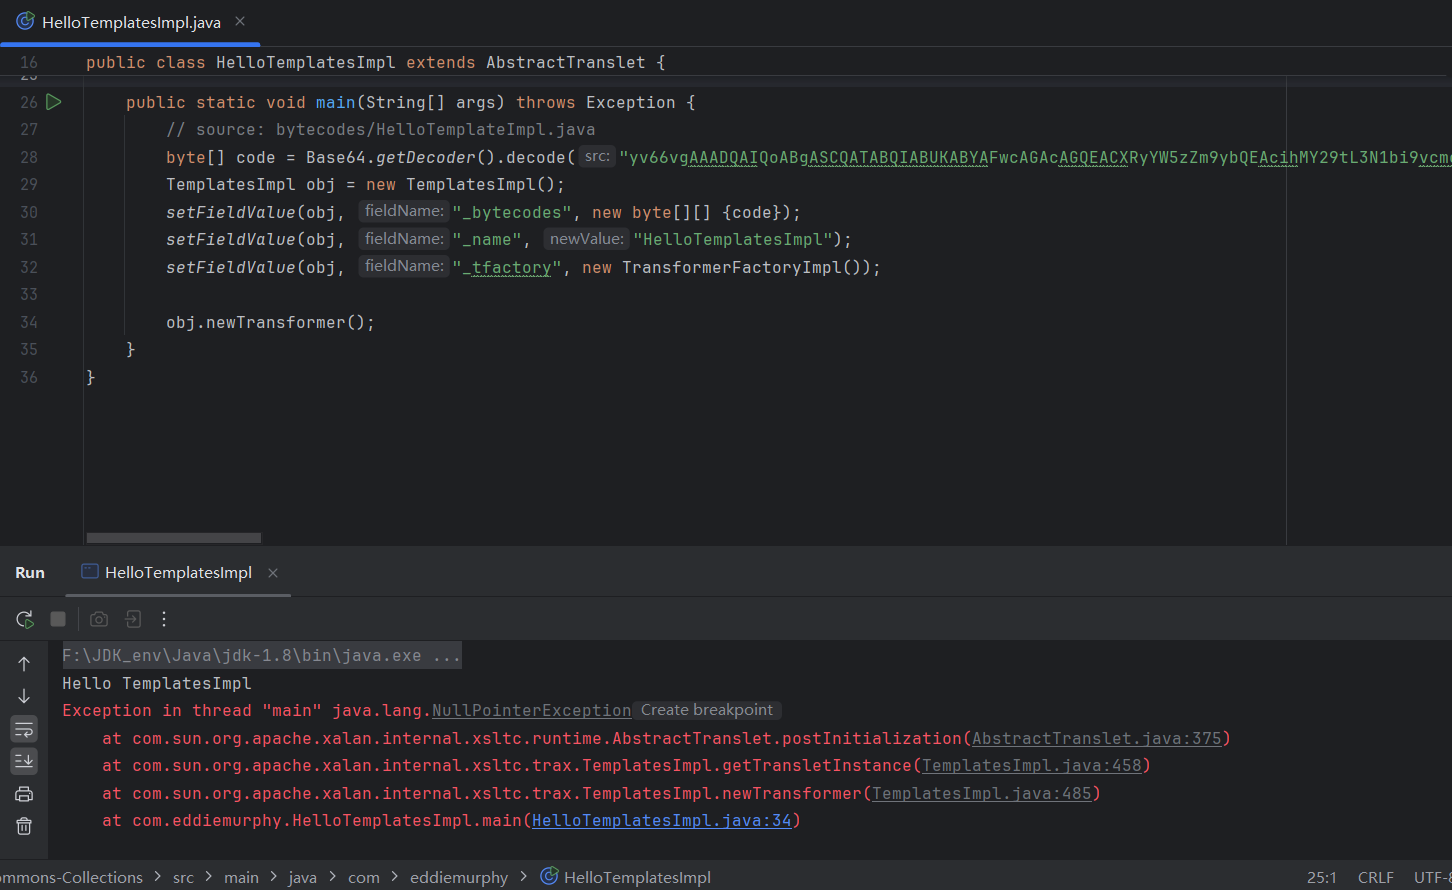 HelloTemplatesImpl.java
16 public class HelloTemplatesImpl extends AbstractTranslet {
26 public static void main(String[] args) throws Exception {
27 // source: bytecodes/HelloTemplateImpl.java
28 byte[] code = Base64.getDecoder().decode( src: "yv66vgAAADQAIQoABgASCQATABQIABUKABYAFwcAGAcAGQEACXRyYW5zZm9ybQEAcihMY29tL3N1bi9vcmc
29 TemplatesImpl obj = new TemplatesImpl();
30 setFieldValue(obj, fieldName: "_bytecodes", new byte[][] {code});
31 setFieldValue(obj, fieldName: "_name", newValue: "HelloTemplatesImpl");
32 setFieldValue(obj, fieldName: "_tfactory", new TransformerFactoryImpl());
33
34 obj.newTransformer();
35 }
36 }
Run HelloTemplatesImpl
F:\JDK_env\Java\jdk-1.8\bin\java.exe ...
Hello TemplatesImpl
Exception in thread "main" java.lang.NullPointerException Create breakpoint
at com.sun.org.apache.xalan.internal.xsltc.runtime.AbstractTranslet.postInitialization(AbstractTranslet.java:375)
at com.sun.org.apache.xalan.internal.xsltc.trax.TemplatesImpl.getTransletInstance(TemplatesImpl.java:458)
at com.sun.org.apache.xalan.internal.xsltc.trax.TemplatesImpl.newTransformer(TemplatesImpl.java:485)
at com.eddiemurphy.HelloTemplatesImpl.main(HelloTemplatesImpl.java:34)
mmons-Collections > src > main > java > com > eddiemurphy > HelloTemplatesImpl 25:1 CRLF UTF-8